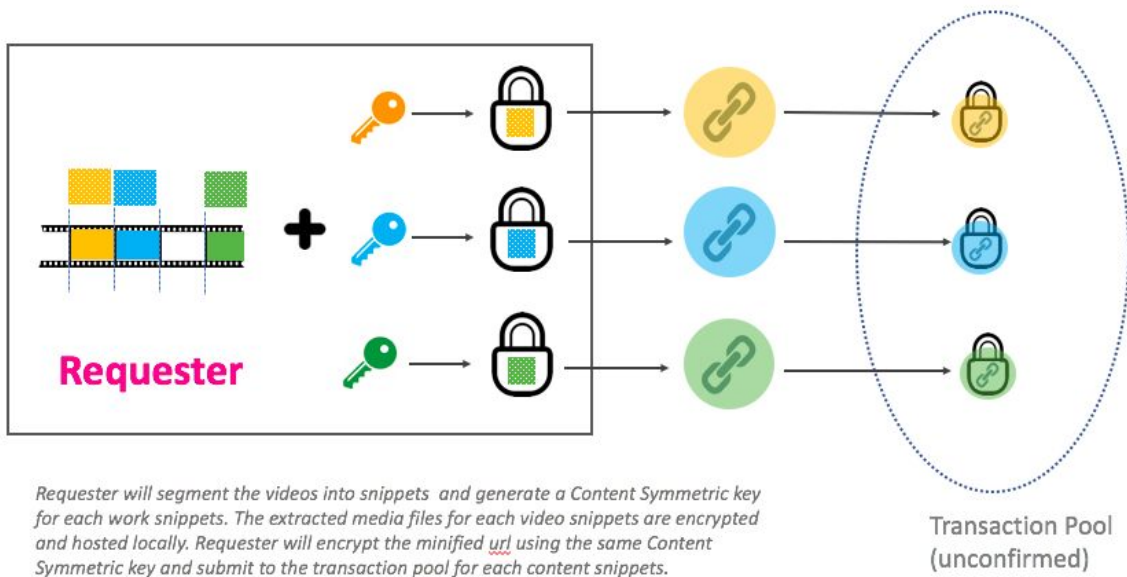 Requester
Requester will segment the videos into snippets and generate a Content Symmetric key
for each work snippets. The extracted media files for each video snippets are encrypted
and hosted locally. Requester will encrypt the minified url using the same Content
Symmetric key and submit to the transaction pool for each content snippets.
Transaction Pool
(unconfirmed)